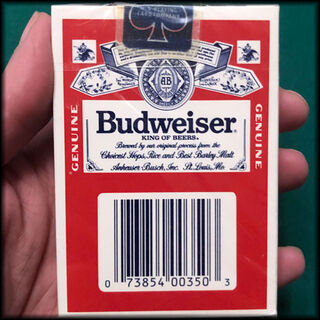 Budweiser
KING OF BEERS®
Brewed by our original process from the
Choicest Hops, Rice and Best Barley Malt
Anheuser-Busch, Inc. St. Louis, Mo.
GENUINE
GENUINE
0 73854 00350 3